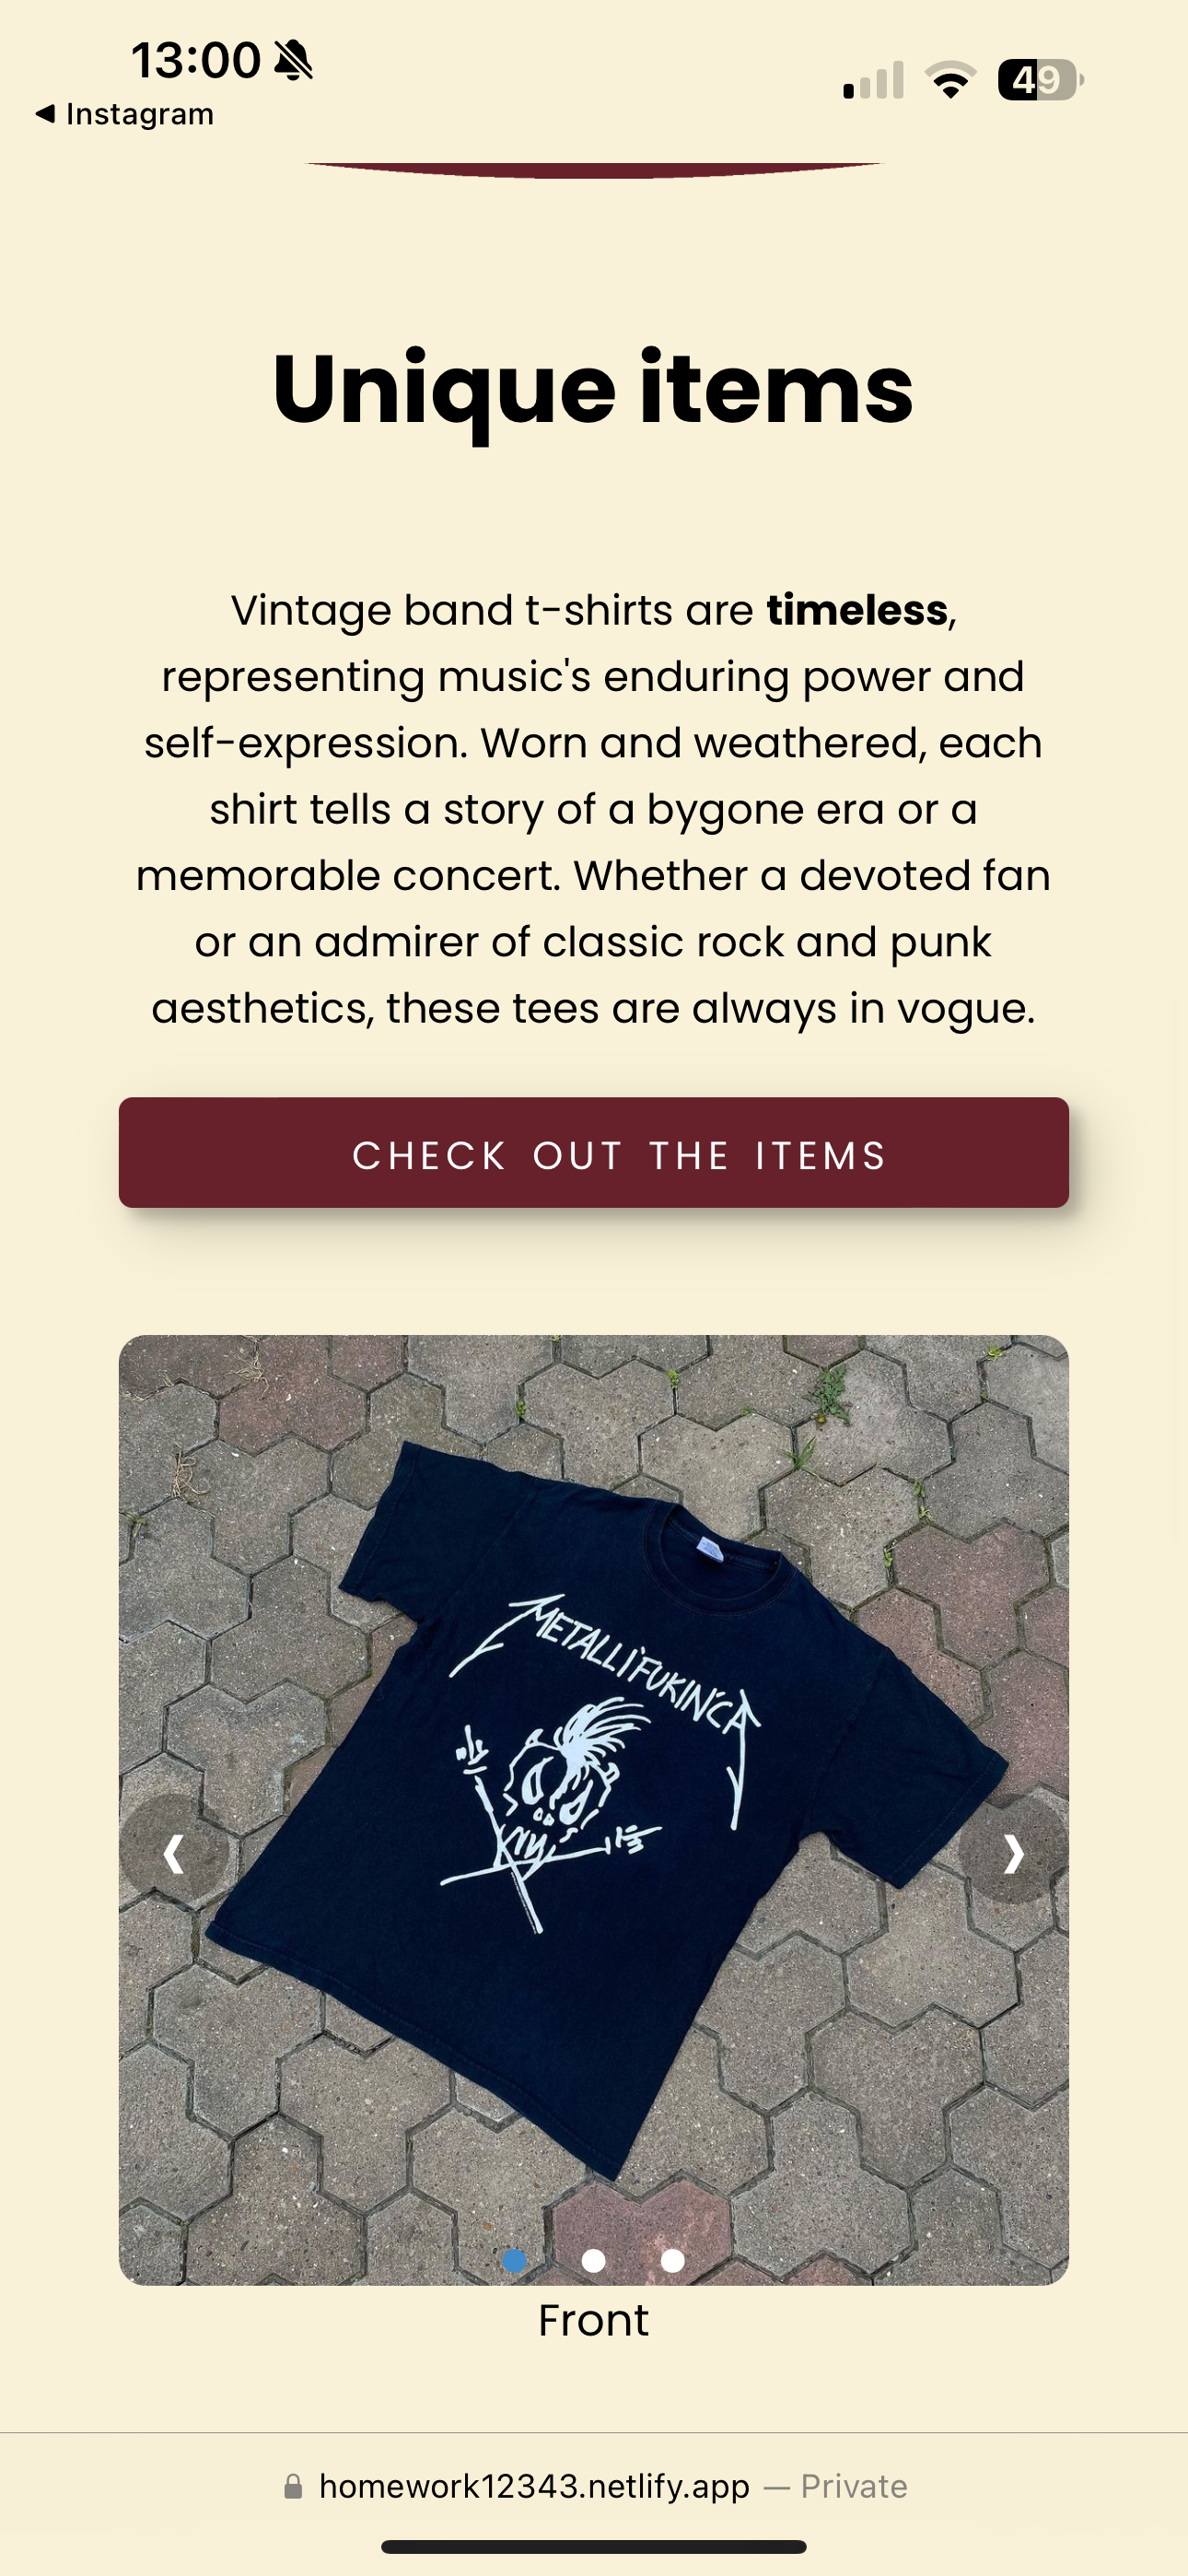 13:00
Instagram
49
Unique items
Vintage band t-shirts are timeless,
representing music's enduring power and
self-expression. Worn and weathered, each
shirt tells a story of a bygone era or a
memorable concert. Whether a devoted fan
or an admirer of classic rock and punk
aesthetics, these tees are always in vogue.
CHECK OUT THE ITEMS
METALLI'FUKIN'CA
Front
homework12343.netlify.app — Private